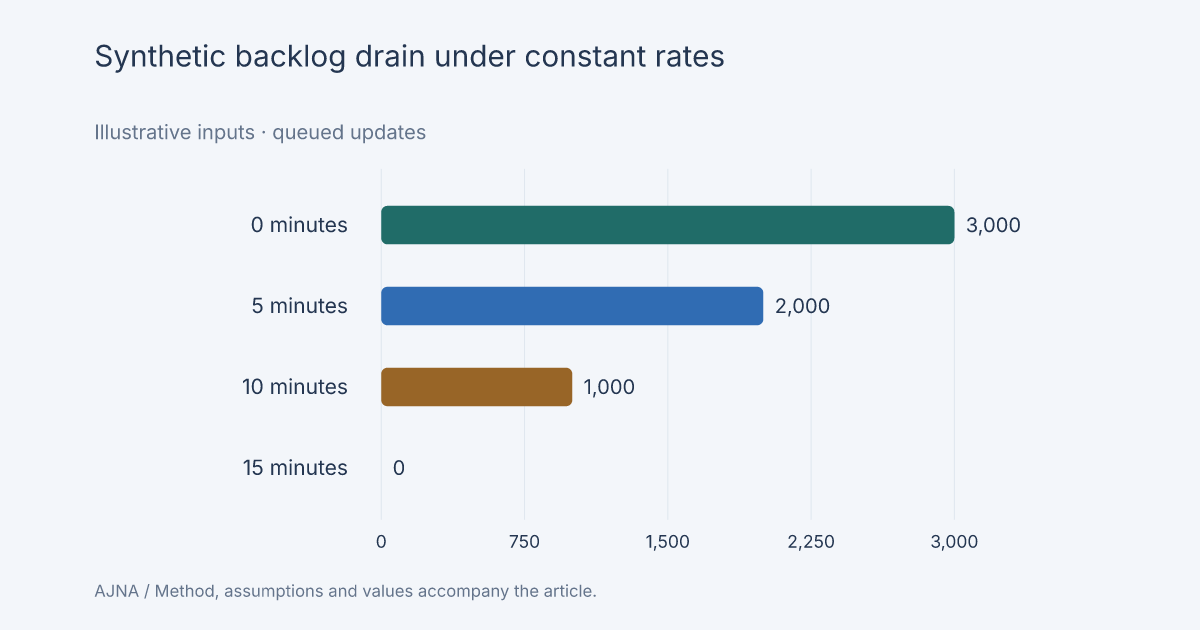 Synthetic backlog drain under constant rates
Illustrative inputs · queued updates
0 minutes 3,000
5 minutes 2,000
10 minutes 1,000
15 minutes 0
0 750 1,500 2,250 3,000
AJNA / Method, assumptions and values accompany the article.